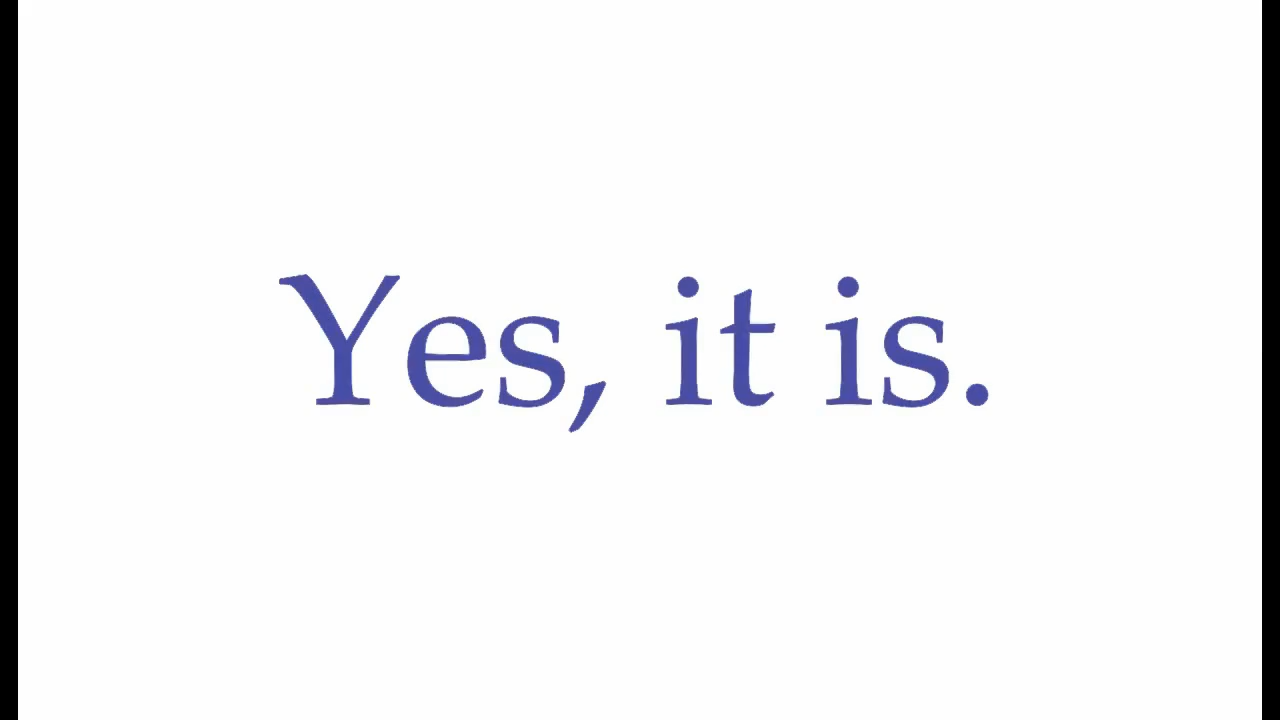 Yes, it is.